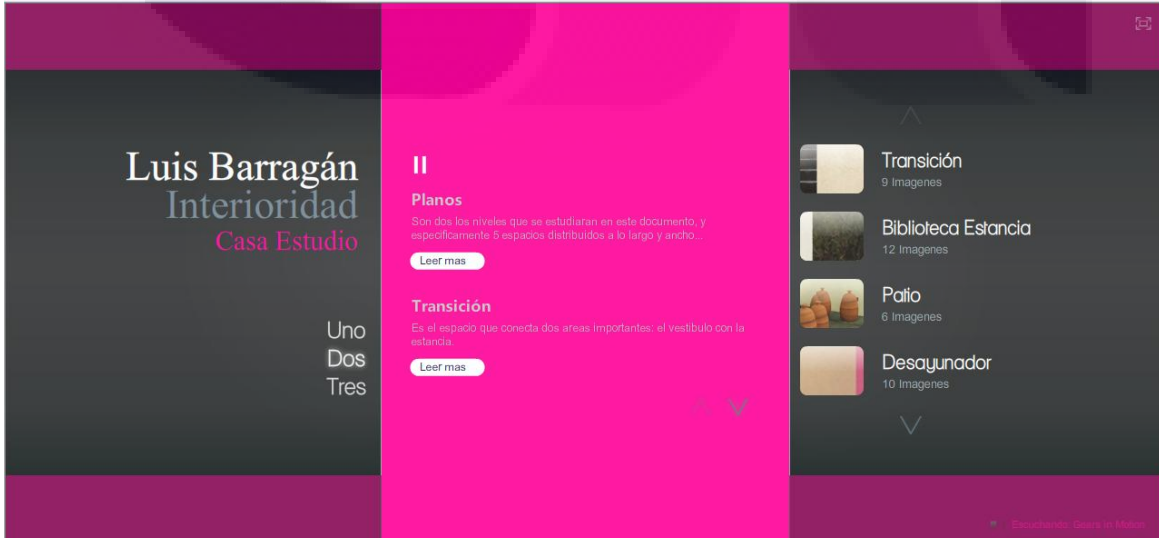 Luis Barragán
Interioridad
Casa Estudio
Uno
Dos
Tres
II
Planos
Son dos los niveles que se estudiaran en este documento, y
especificamente 5 espacios distribuidos a lo largo y ancho...
Leer mas
Transición
Es el espacio que conecta dos areas importantes: el vestibulo con la
estancia.
Leer mas
Transición
9 Imagenes
Biblioteca Estancia
12 Imagenes
Patio
6 Imagenes
Desayunador
10 Imagenes
Escuchando: Gears in Motion